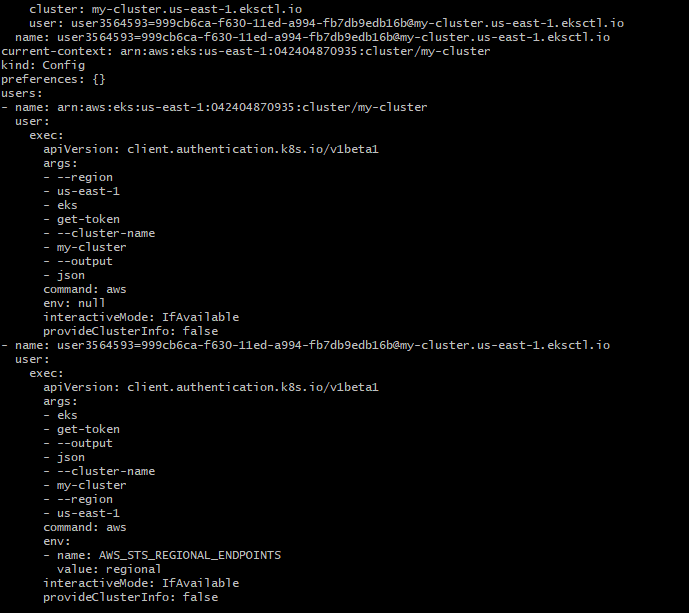 cluster: my-cluster.us-east-1.eksctl.io
user: user3564593=999cb6ca-f630-11ed-a994-fb7db9edb16b@my-cluster.us-east-1.eksctl.io
name: user3564593=999cb6ca-f630-11ed-a994-fb7db9edb16b@my-cluster.us-east-1.eksctl.io
current-context: arn:aws:eks:us-east-1:042404870935:cluster/my-cluster
kind: Config
preferences: {}
users:
- name: arn:aws:eks:us-east-1:042404870935:cluster/my-cluster
user:
exec:
apiVersion: client.authentication.k8s.io/v1beta1
args:
- --region
- us-east-1
- eks
- get-token
- --cluster-name
- my-cluster
- --output
- json
command: aws
env: null
interactiveMode: IfAvailable
provideClusterInfo: false
- name: user3564593=999cb6ca-f630-11ed-a994-fb7db9edb16b@my-cluster.us-east-1.eksctl.io
user:
exec:
apiVersion: client.authentication.k8s.io/v1beta1
args:
- eks
- get-token
- --output
- json
- --cluster-name
- my-cluster
- --region
- us-east-1
command: aws
env:
- name: AWS_STS_REGIONAL_ENDPOINTS
value: regional
interactiveMode: IfAvailable
provideClusterInfo: false